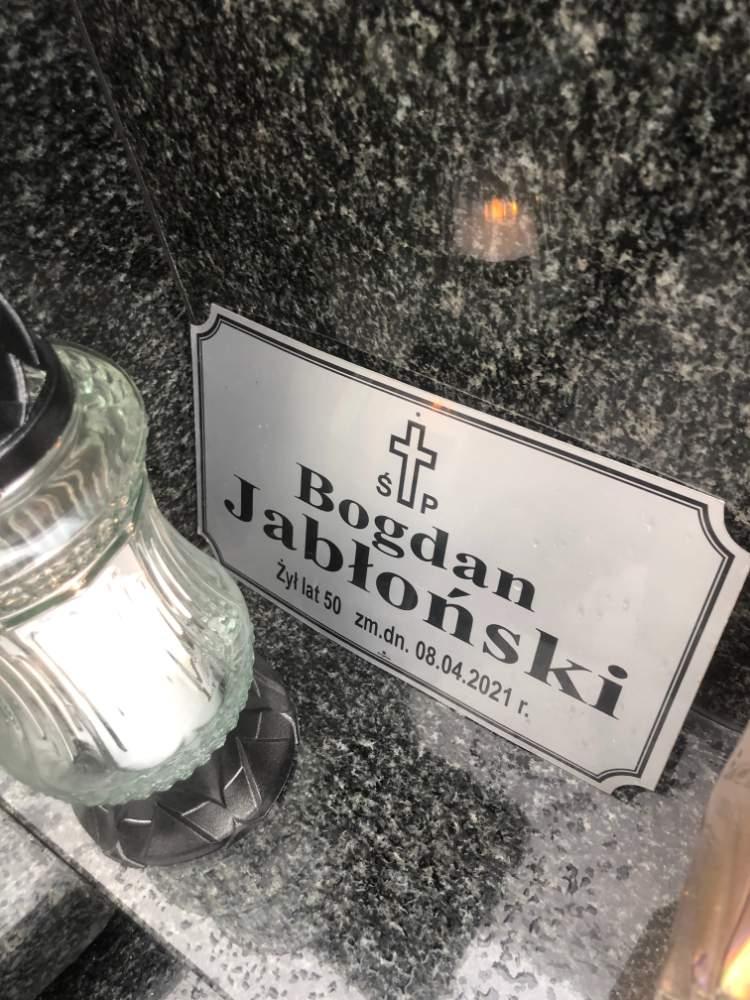 Ś P
Bogdan
Jabłoński
Żył lat 50 zm.dn. 08.04.2021 r.